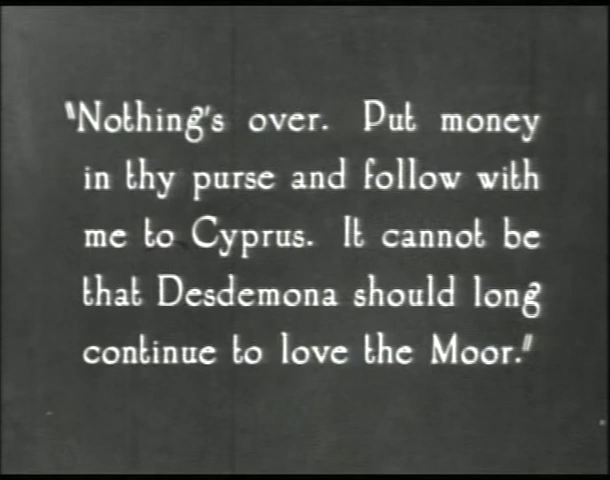 "Nothing's over. Put money
in thy purse and follow with
me to Cyprus. It cannot be
that Desdemona should long
continue to love the Moor."